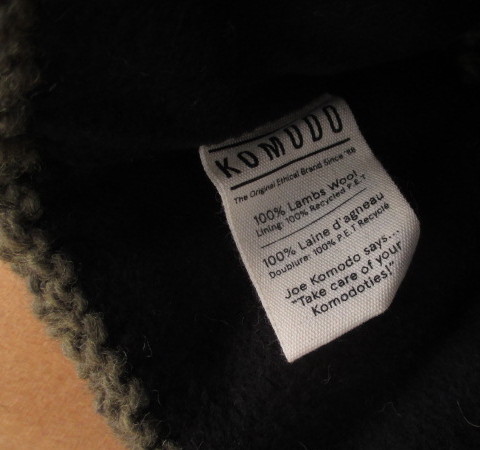 KOMODO
The Original Ethical Brand Since '88
100% Lambs Wool
Lining: 100% Recycled P.E.T
100% Laine d'agneau
Doublure: 100% P.E.T Recyclé
Joe Komodo says...
"Take care of your
Komodoties!"